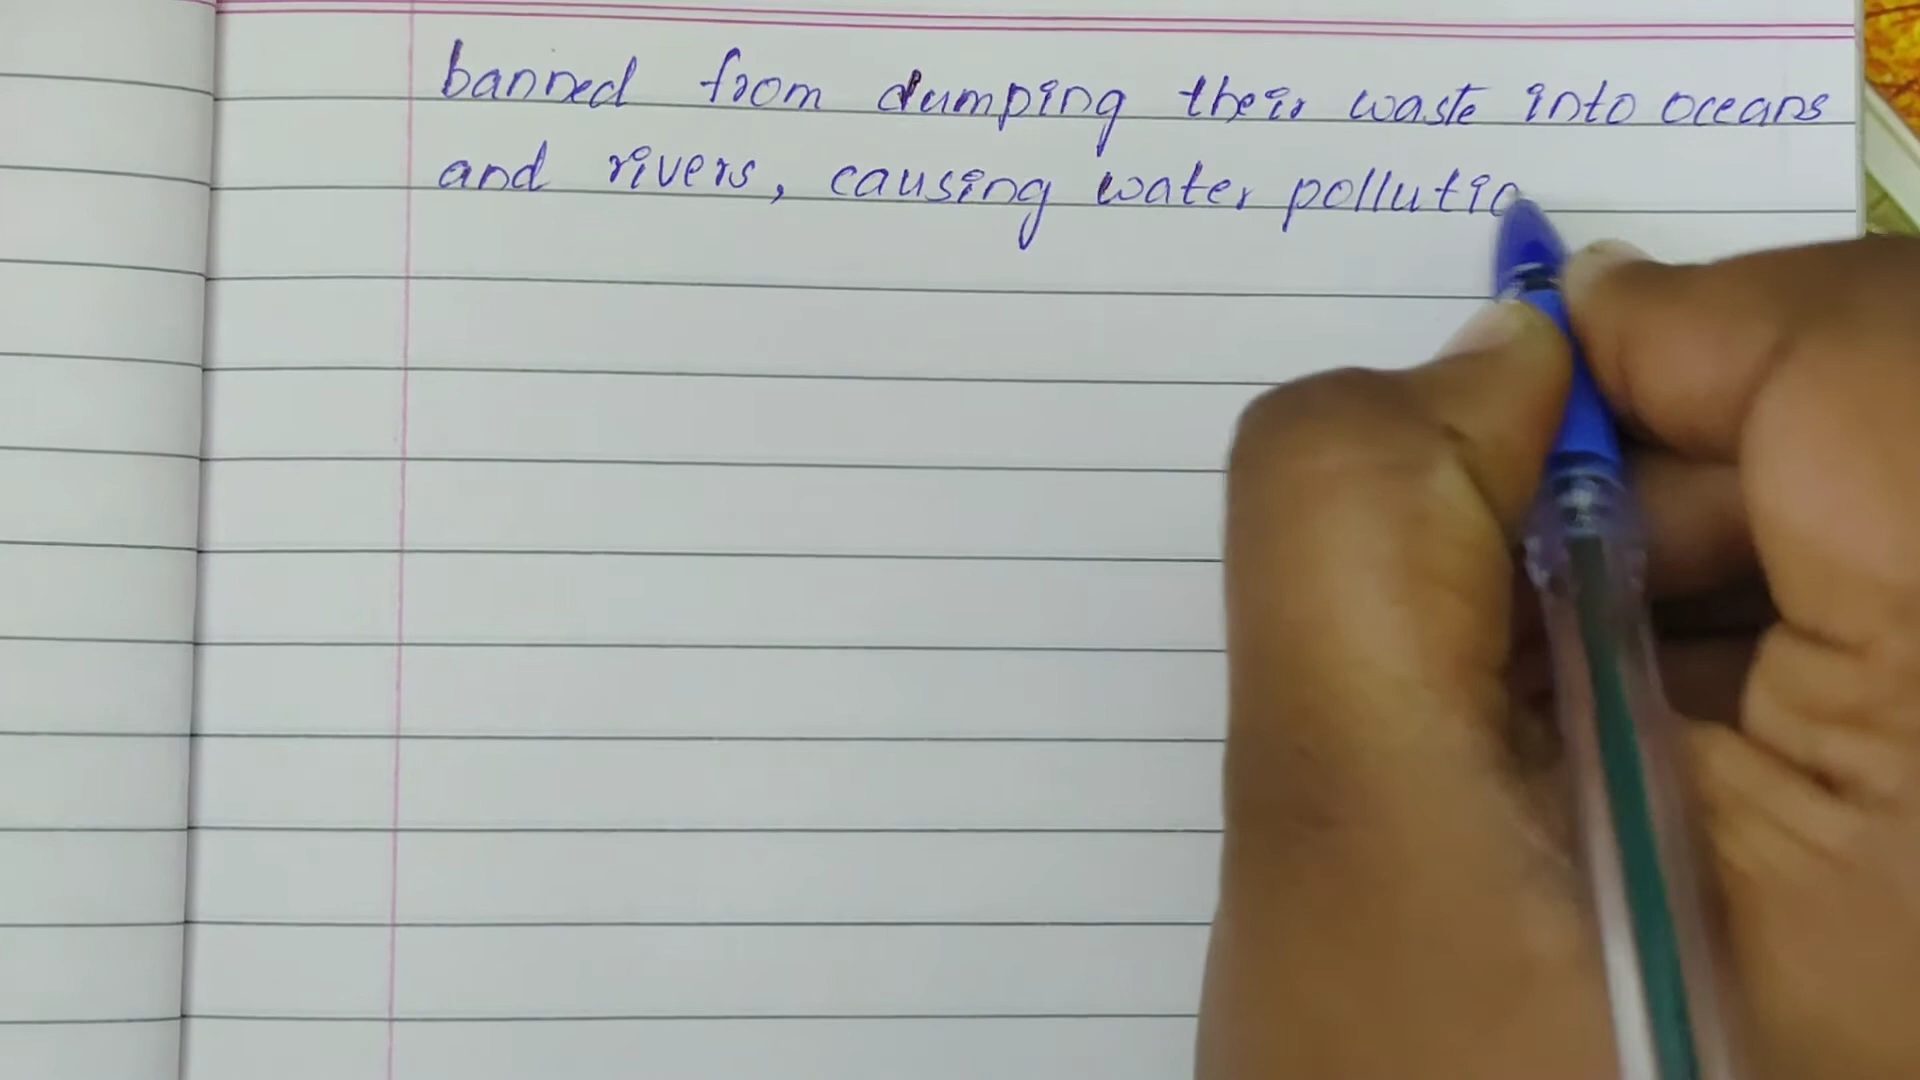 banned from dumping their waste into oceans
and rivers, causing water pollutio